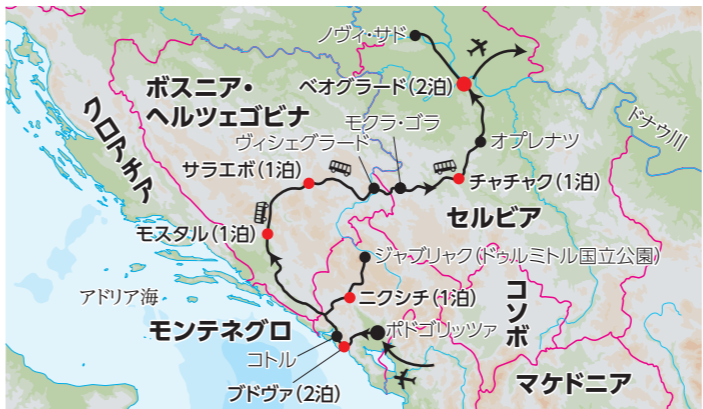 ノヴィ・サド
ベオグラード(2泊)
ボスニア・
ヘルツェゴビナ
モクラ・ゴラ
ヴィシェグラード
オプレナツ
ドナウ川
クロアチア
サラエボ(1泊)
チャチャク(1泊)
セルビア
モスタル(1泊)
ジャブリャク(ドゥルミトル国立公園)
アドリア海
ニクシチ(1泊)
コソボ
モンテネグロ
ポドゴリッツァ
コトル
ブドヴァ(2泊)
マケドニア